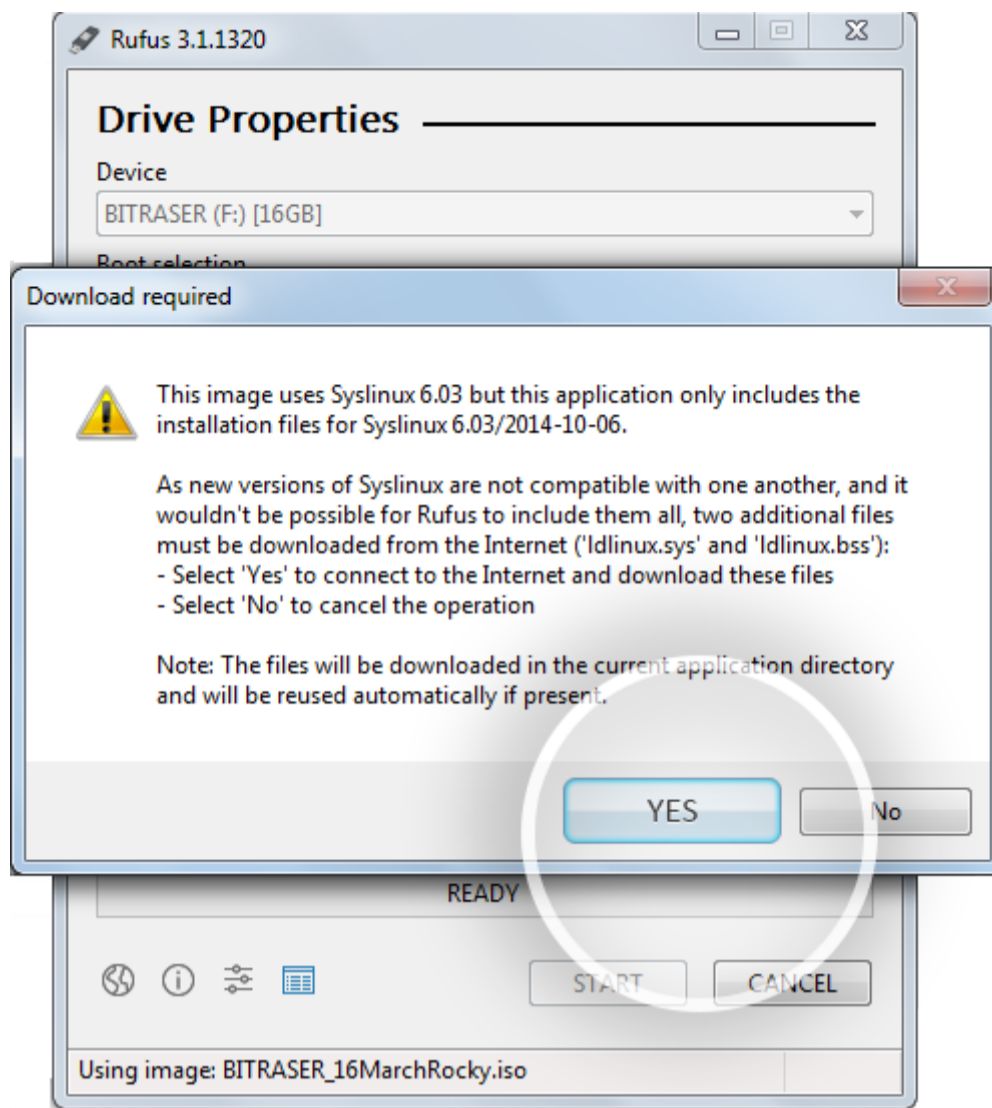 Rufus 3.1.1320
Drive Properties
Device
BITRASER (F:) [16GB]
Boot selection
Download required
This image uses Syslinux 6.03 but this application only includes the
installation files for Syslinux 6.03/2014-10-06.
As new versions of Syslinux are not compatible with one another, and it
wouldn't be possible for Rufus to include them all, two additional files
must be downloaded from the Internet ('ldlinux.sys' and 'ldlinux.bss'):
- Select 'Yes' to connect to the Internet and download these files
- Select 'No' to cancel the operation
Note: The files will be downloaded in the current application directory
and will be reused automatically if present.
YES
No
READY
START
CANCEL
Using image: BITRASER_16MarchRocky.iso